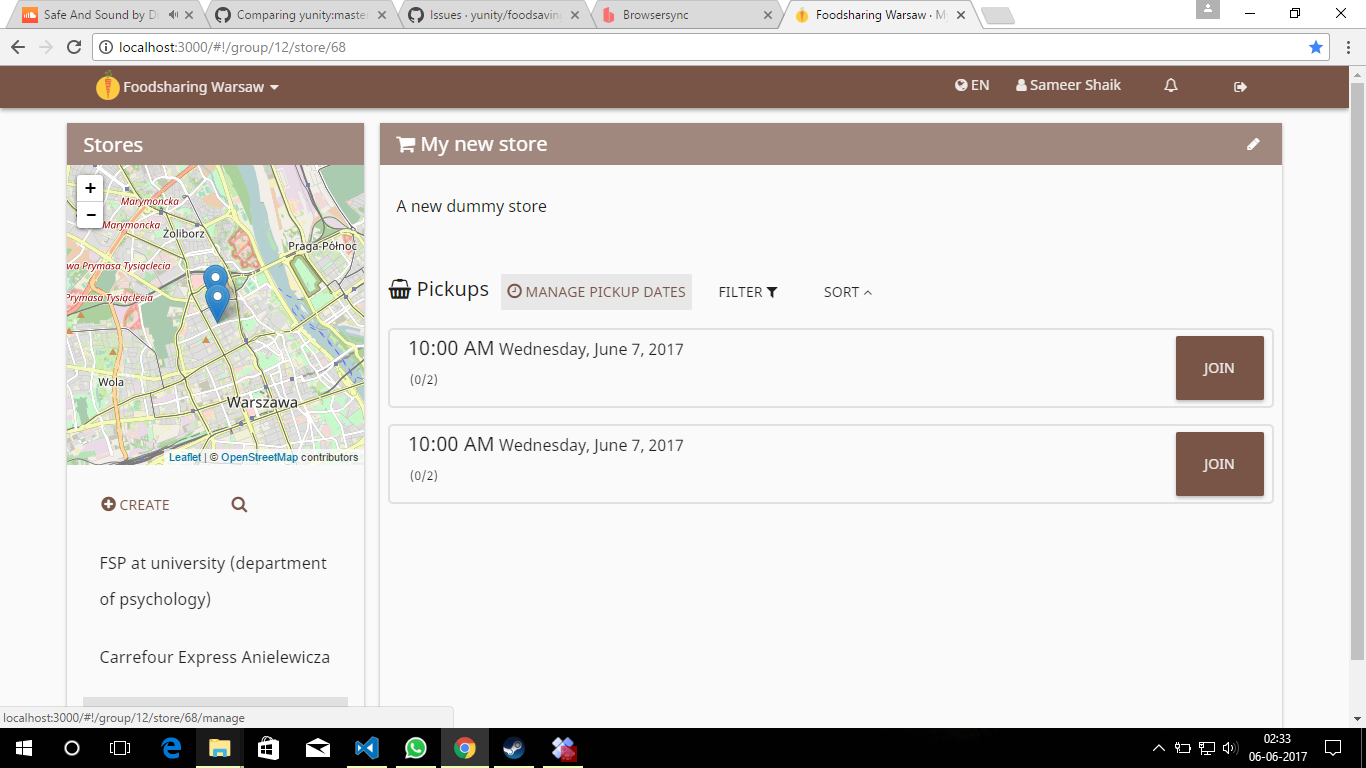 Safe And Sound by D
Comparing yunity:master
Issues · yunity/foodsaving
Browsersync
Foodsharing Warsaw · My
localhost:3000/#!/group/12/store/68
Foodsharing Warsaw
EN
Sameer Shaik
Stores
My new store
+
−
Marymoncka
Marymoncka
Żoliborz
Praga-Północ
wa Prymasa Tysiąclecia
Prymasa Tysiąclecia
Wola
Warszawa
Leaflet | © OpenStreetMap contributors
A new dummy store
Pickups
MANAGE PICKUP DATES
FILTER
SORT
10:00 AM Wednesday, June 7, 2017
(0/2)
JOIN
10:00 AM Wednesday, June 7, 2017
(0/2)
JOIN
CREATE
FSP at university (department
of psychology)
Carrefour Express Anielewicza
localhost:3000/#!/group/12/store/68/manage
02:33
06-06-2017